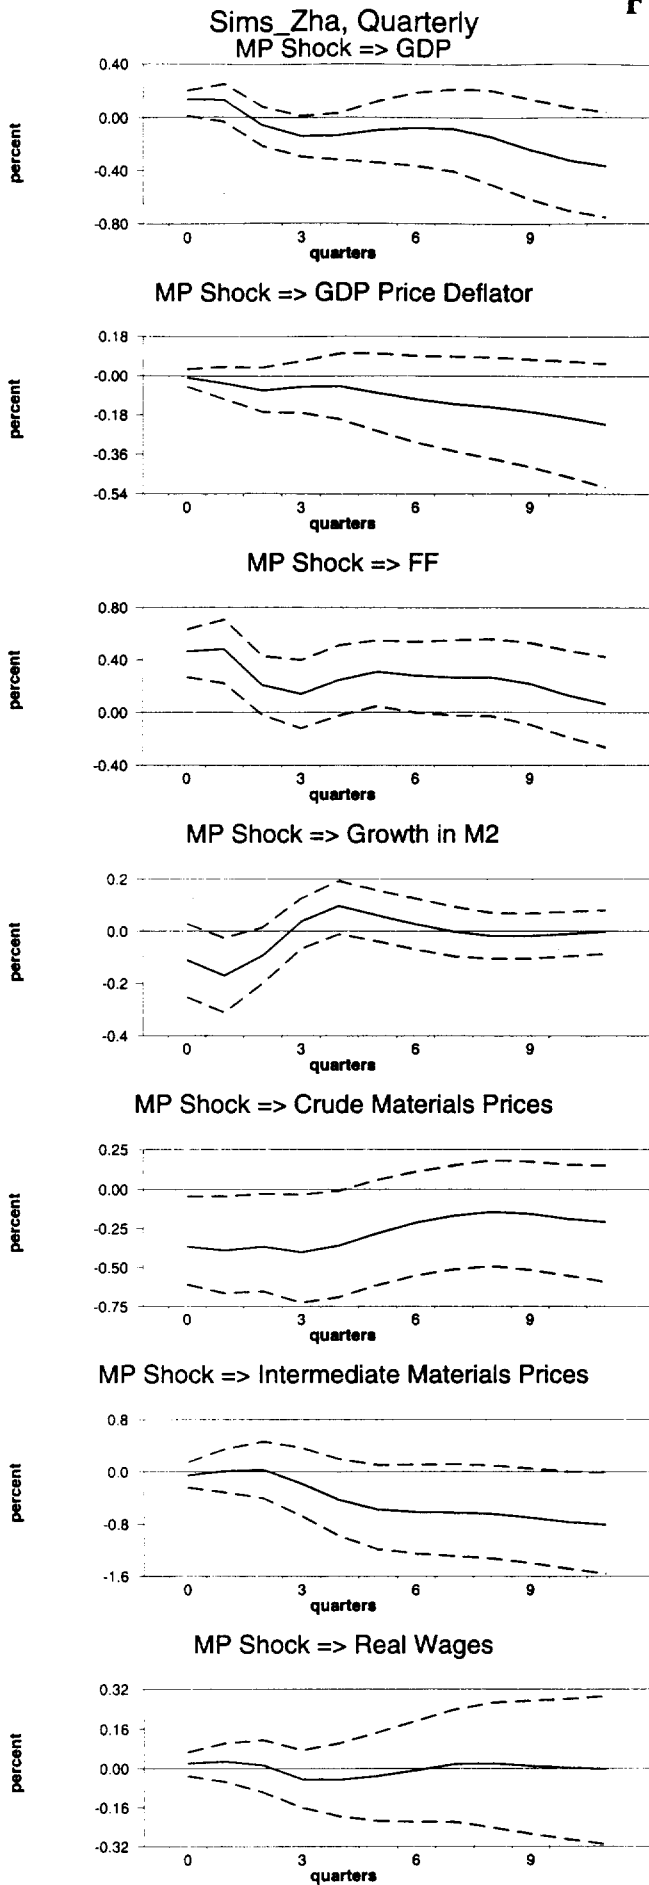 r
Sims_Zha, Quarterly
MP Shock => GDP
percent
0.40
0.00
-0.40
-0.80
0 3 6 9
quarters
MP Shock => GDP Price Deflator
percent
0.18
-0.00
-0.18
-0.36
-0.54
0 3 6 9
quarters
MP Shock => FF
percent
0.80
0.40
0.00
-0.40
0 3 6 9
quarters
MP Shock => Growth in M2
percent
0.2
0.0
-0.2
-0.4
0 3 6 9
quarters
MP Shock => Crude Materials Prices
percent
0.25
0.00
-0.25
-0.50
-0.75
0 3 6 9
quarters
MP Shock => Intermediate Materials Prices
percent
0.8
0.0
-0.8
-1.6
0 3 6 9
quarters
MP Shock => Real Wages
percent
0.32
0.16
0.00
-0.16
-0.32
0 3 6 9
quarters